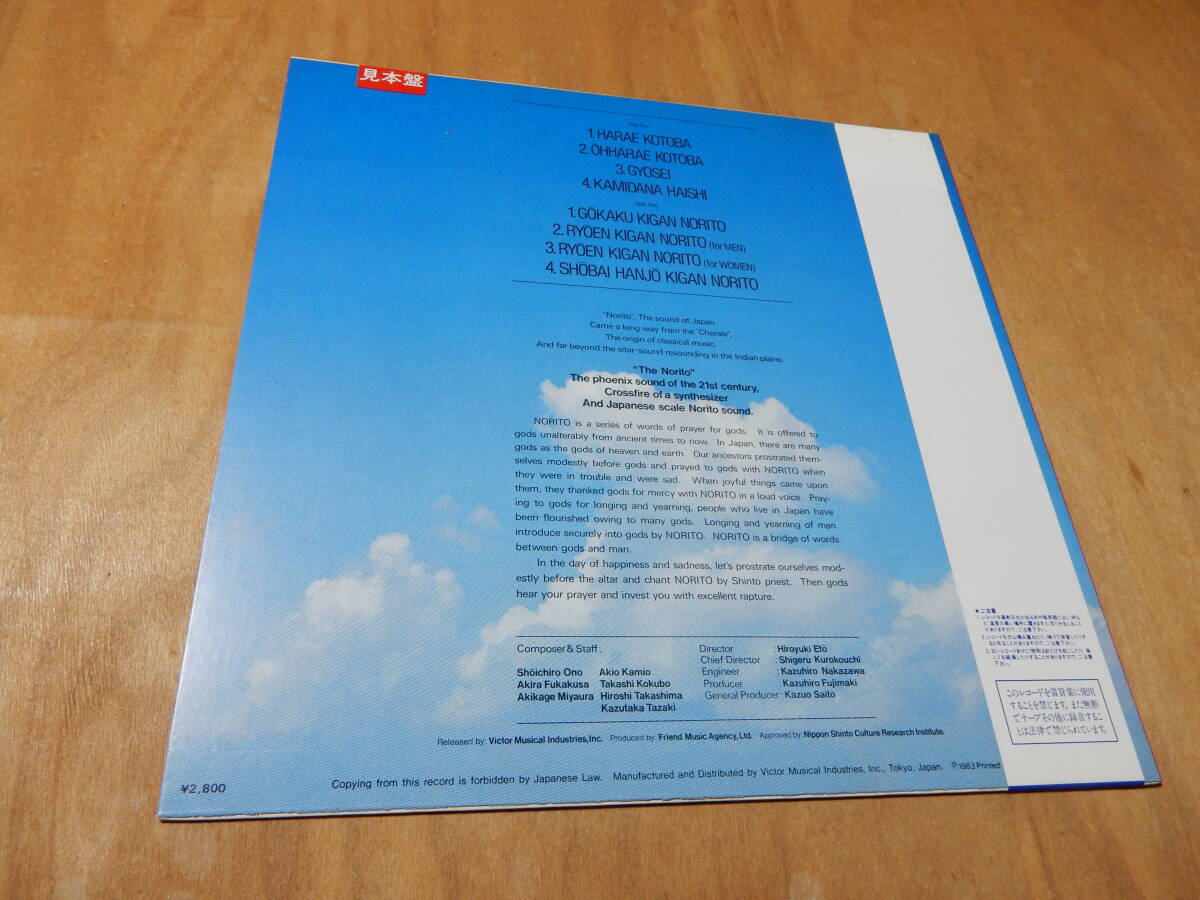 見本盤
Side One
1. HARAE KOTOBA
2. ŌHHARAE KOTOBA
3. GYOSEI
4. KAMIDANA HAISHI
Side Two
1. GŌKAKU KIGAN NORITO
2. RYŌEN KIGAN NORITO (for MEN)
3. RYŌEN KIGAN NORITO (for WOMEN)
4. SHŌBAI HANJŌ KIGAN NORITO
"Norito", The sound of Japan.
Came a long way from the "Chorale",
The origin of classical music,
And far beyond the sitar-sound resounding in the Indian plains.
"The Norito"
The phoenix sound of the 21st century,
Crossfire of a synthesizer
And Japanese scale Norito sound.
NORITO is a series of words of prayer for gods. It is offered to
gods unalterably from ancient times to now. In Japan, there are many
gods as the gods of heaven and earth. Our ancestors prostrated them-
selves modestly before gods and prayed to gods with NORITO when
they were in trouble and were sad. When joyful things came upon
them, they thanked gods for mercy with NORITO in a loud voice. Pray-
ing to gods for longing and yearning, people who live in Japan have
been flourished owing to many gods. Longing and yearning of man
introduce securely into gods by NORITO. NORITO is a bridge of words
between gods and man.
In the day of happiness and sadness, let's prostrate ourselves mod-
estly before the altar and chant NORITO by Shinto priest. Then gods
hear your prayer and invest you with excellent rapture.
Composer & Staff :
Shōichiro Ono Akio Kamio
Akira Fukakusa Takashi Kokubo
Akikage Miyaura Hiroshi Takashima
Kazutaka Tazaki
Director : Hiroyuki Etō
Chief Director : Shigeru Kurokouchi
Engineer : Kazuhiro Nakazawa
Producer : Kazuhiro Fujimaki
General Producer : Kazuo Saito
Released by: Victor Musical Industries, Inc. Produced by: Friend Music Agency, Ltd. Approved by: Nippon Shinto Culture Research Institute.
¥2,800
Copying from this record is forbidden by Japanese Law. Manufactured and Distributed by Victor Musical Industries, Inc., Tokyo, Japan. ℗1983 Printed
★ご注意
このレコードを賃貸業に使用
することを禁じます。また無断
でテープその他に録音するこ
とは法律で禁じられています。